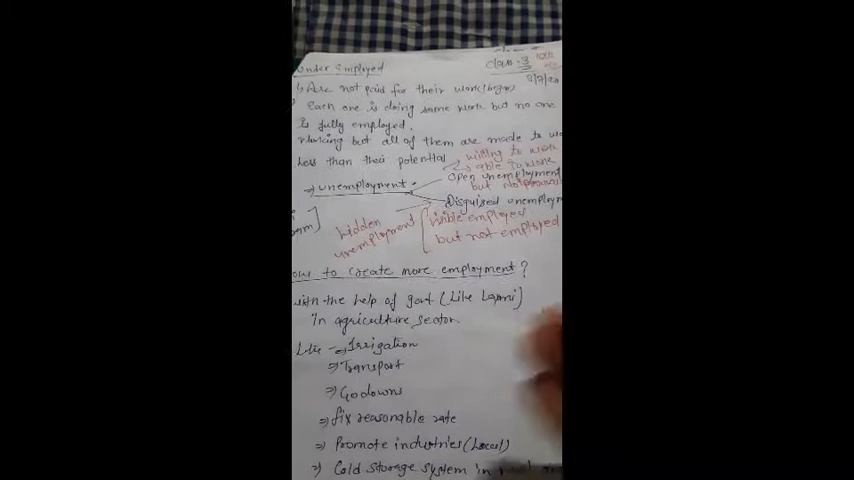 Under Employed
class - 3
↳ Are not paid for their work
Each one is doing some work but no one
is fully employed.
Working but all of them are made to
less than their potential
willing to work
able to work
⇒ unemployment
Open unemployment
but not
Disguised
hidden
unemployment
visible employed
but not employed
to create more employment ?
with the help of govt (Like Laxmi)
in agriculture sector.
Like - ⇒ Irrigation
⇒ Transport
⇒ Godowns
⇒ fix reasonable rate
⇒ Promote industries (Local)
⇒ Cold storage system in